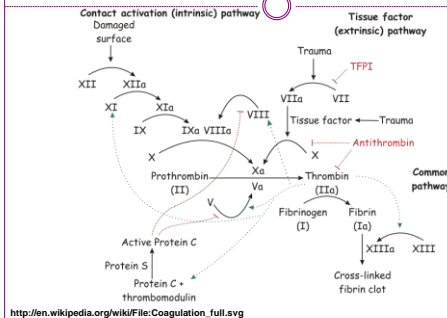 Contact activation (intrinsic) pathway
Damaged
surface
Tissue factor
(extrinsic) pathway
Trauma
TFPI
XII
XIIa
VIIa
VII
XI
XIa
VIII
Tissue factor
Trauma
IX
IXa
VIIIa
Antithrombin
X
X
Xa
Prothrombin
(II)
Va
Thrombin
(IIa)
Common
pathway
V
Fibrinogen
(I)
Fibrin
(Ia)
Active Protein C
XIIIa
XIII
Protein S
Cross-linked
fibrin clot
Protein C +
thrombomodulin
http://en.wikipedia.org/wiki/File:Coagulation_full.svg